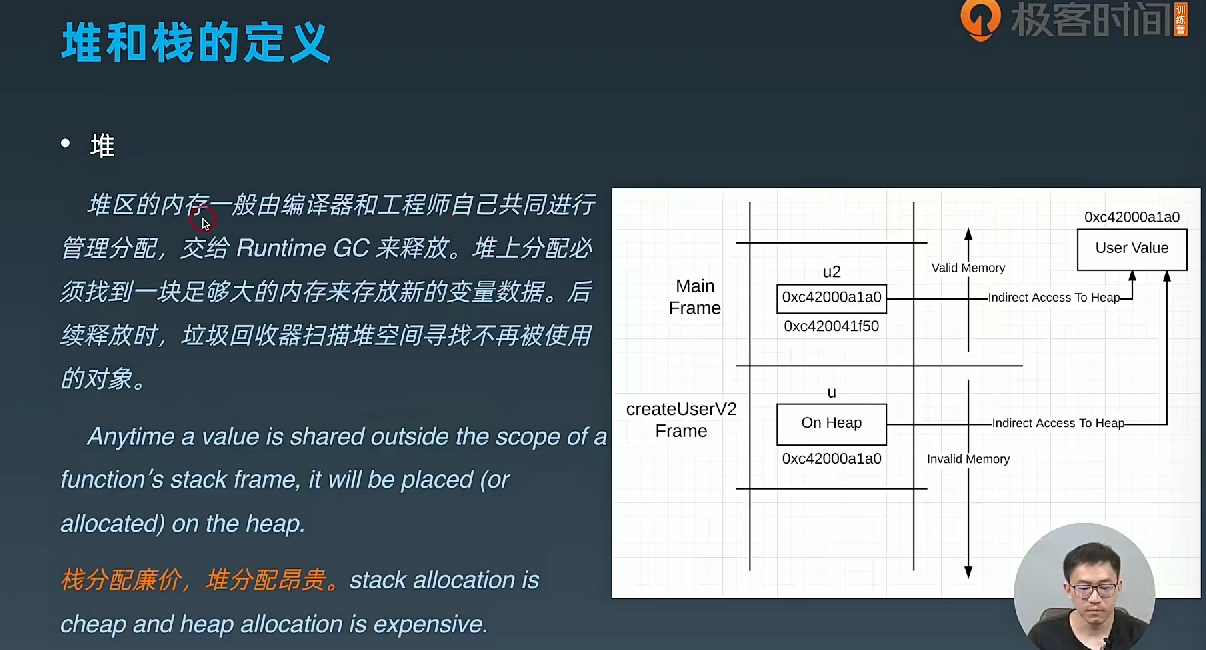 堆和栈的定义
极客时间
训练营
• 堆
堆区的内存一般由编译器和工程师自己共同进行
管理分配，交给 Runtime GC 来释放。堆上分配必
须找到一块足够大的内存来存放新的变量数据。后
续释放时，垃圾回收器扫描堆空间寻找不再被使用
的对象。
Anytime a value is shared outside the scope of a
function’s stack frame, it will be placed (or
allocated) on the heap.
栈分配廉价，堆分配昂贵。stack allocation is
cheap and heap allocation is expensive.
0xc42000a1a0
User Value
Valid Memory
u2
Main
Frame
0xc42000a1a0
Indirect Access To Heap
0xc420041f50
u
createUserV2
Frame
On Heap
Indirect Access To Heap
0xc42000a1a0
Invalid Memory